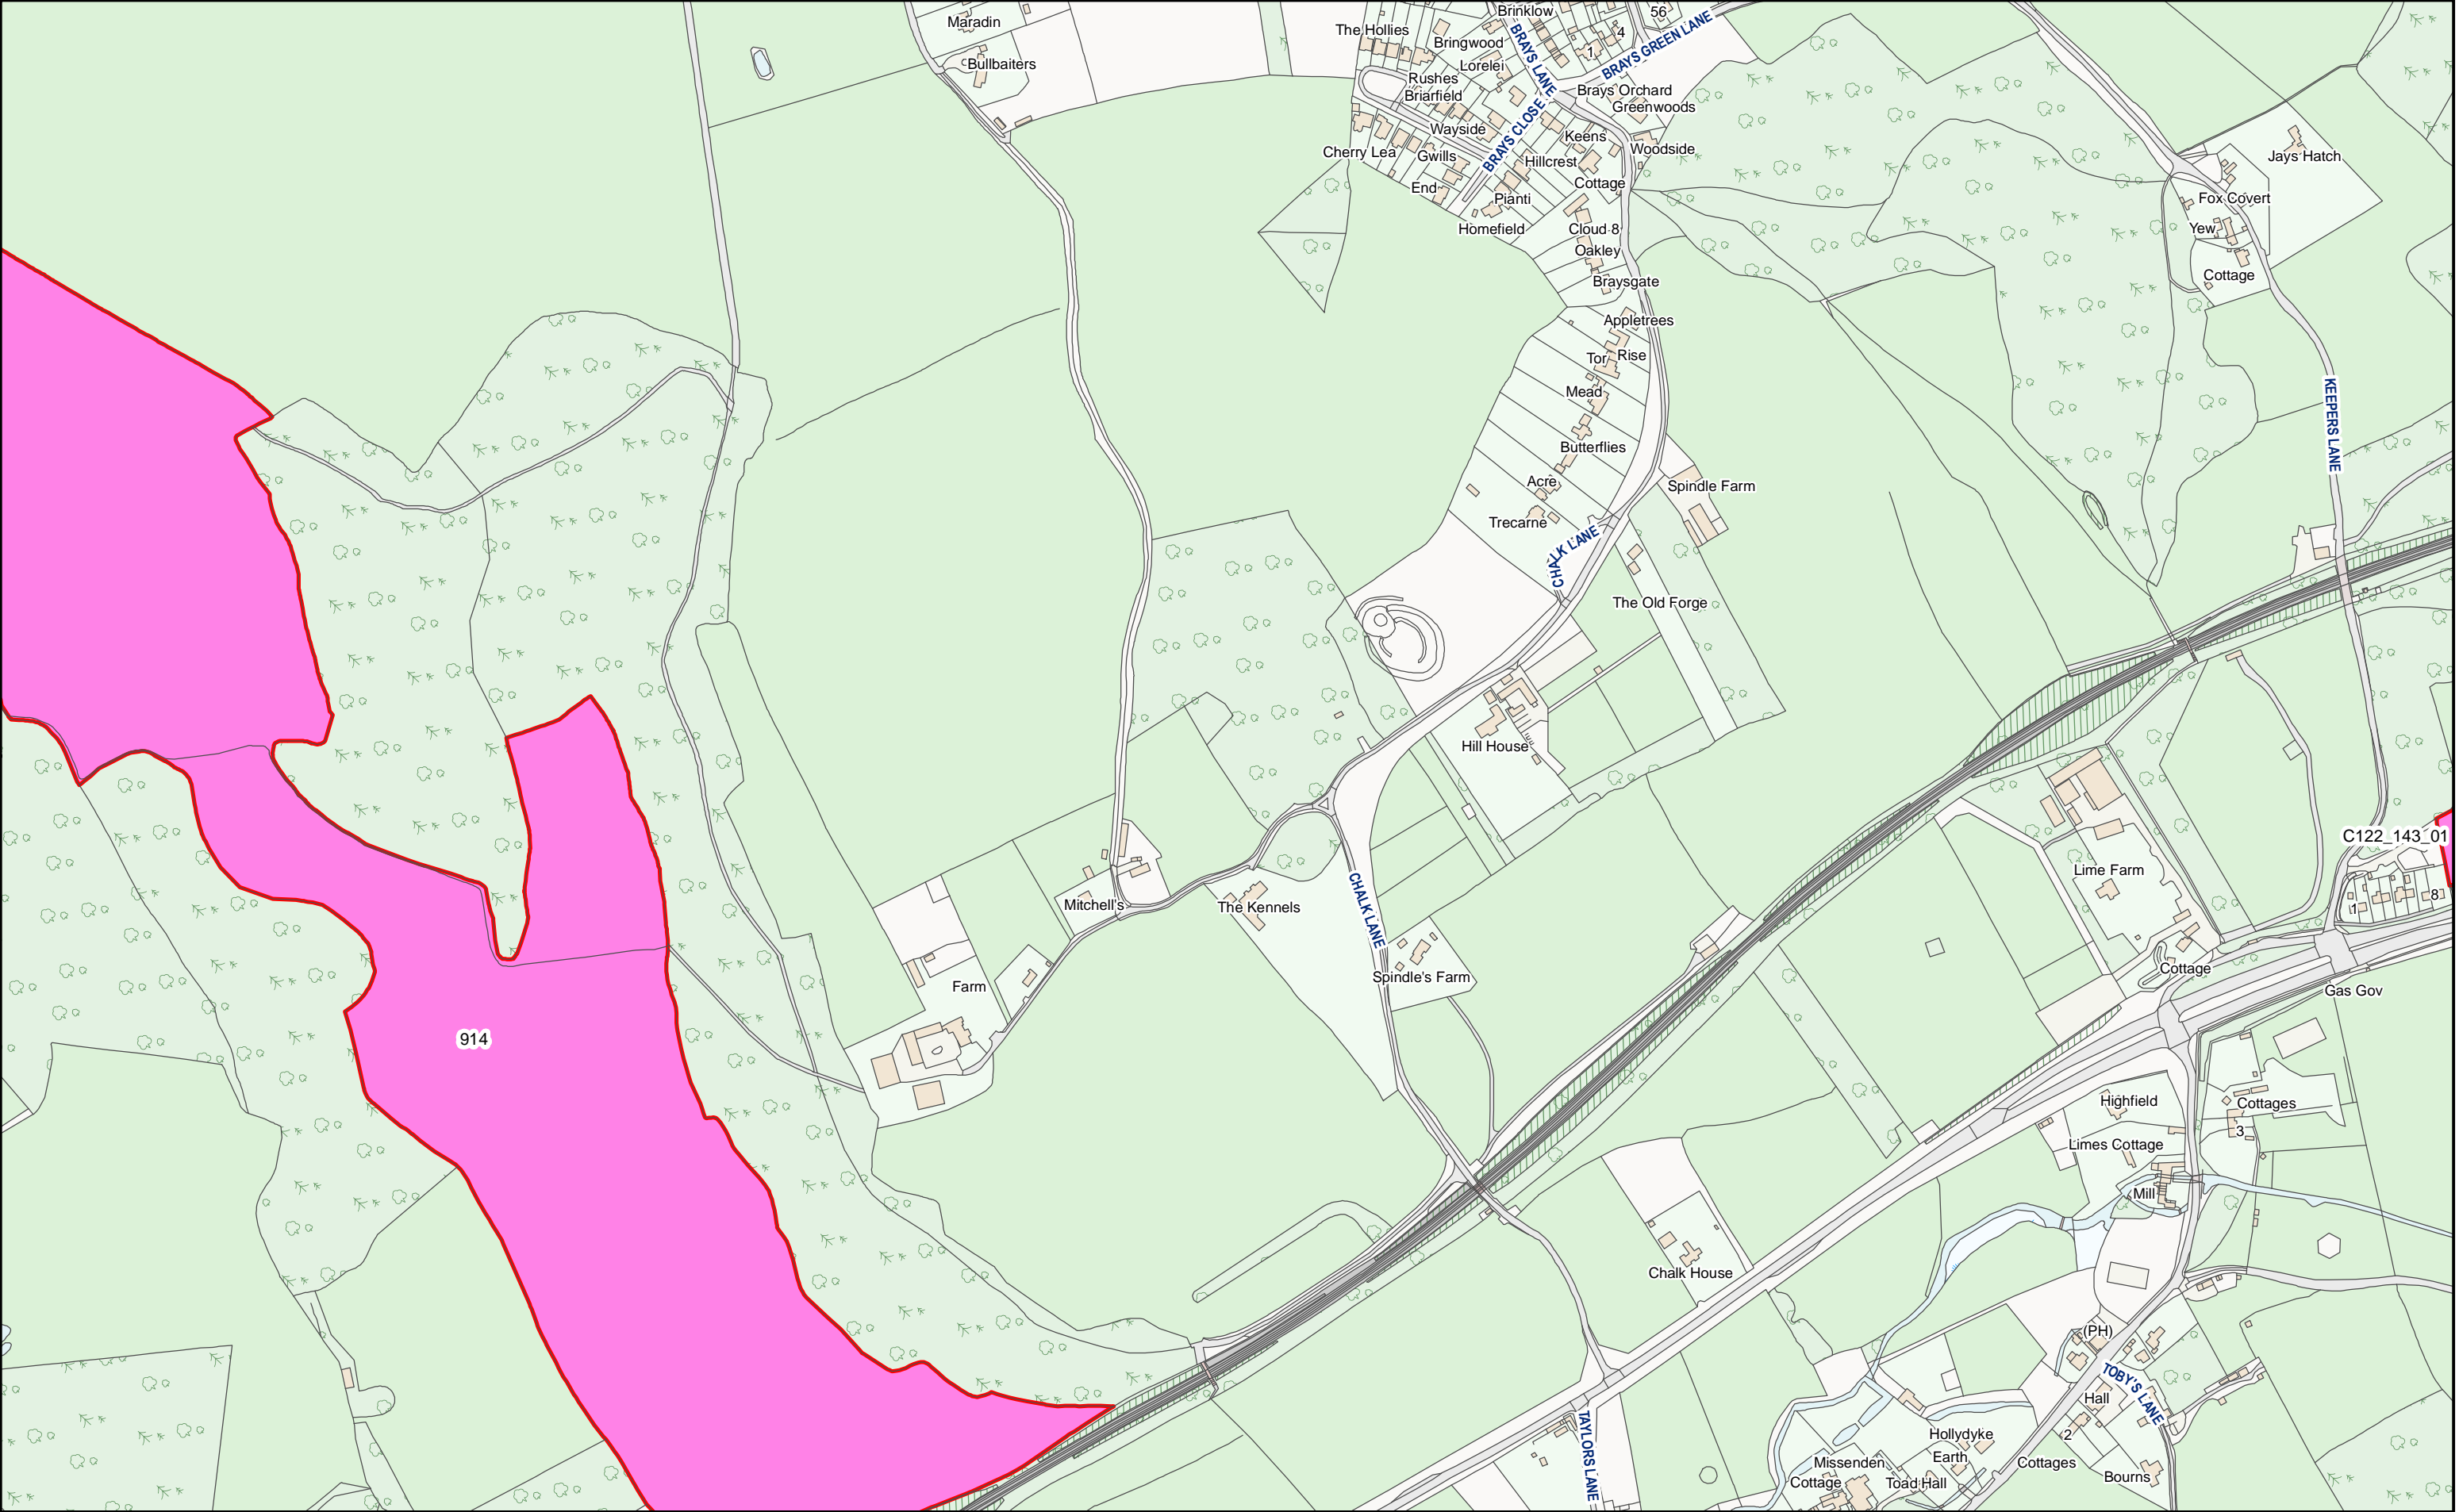 Maradin
Bullbaiters
The Hollies
Brinklow
56
4
1
Bringwood
Lorelei
Rushes
Briarfield
BRAYS LANE
BRAYS GREEN LANE
Brays Orchard
Greenwoods
Wayside
BRAYS CLOSE
Keens
Woodside
Cherry Lea
Gwills
Hillcrest
End
Cottage
Pianti
Homefield
Cloud 8
Oakley
Braysgate
Jays Hatch
Fox Covert
Yew
Cottage
Appletrees
Tor
Rise
Mead
Butterflies
Acre
Trecarne
Spindle Farm
KEEPERS LANE
CHALK LANE
The Old Forge
Hill House
C122_143_01
Lime Farm
1
8
Mitchell's
The Kennels
CHALK LANE
Spindle's Farm
Farm
Cottage
Gas Gov
914
Highfield
Cottages
3
Limes Cottage
Mill
Chalk House
(PH)
TOBY'S LANE
Hall
2
Hollydyke
Earth
Cottages
Missenden
Cottage
Toad Hall
Bourns
TAYLORS LANE